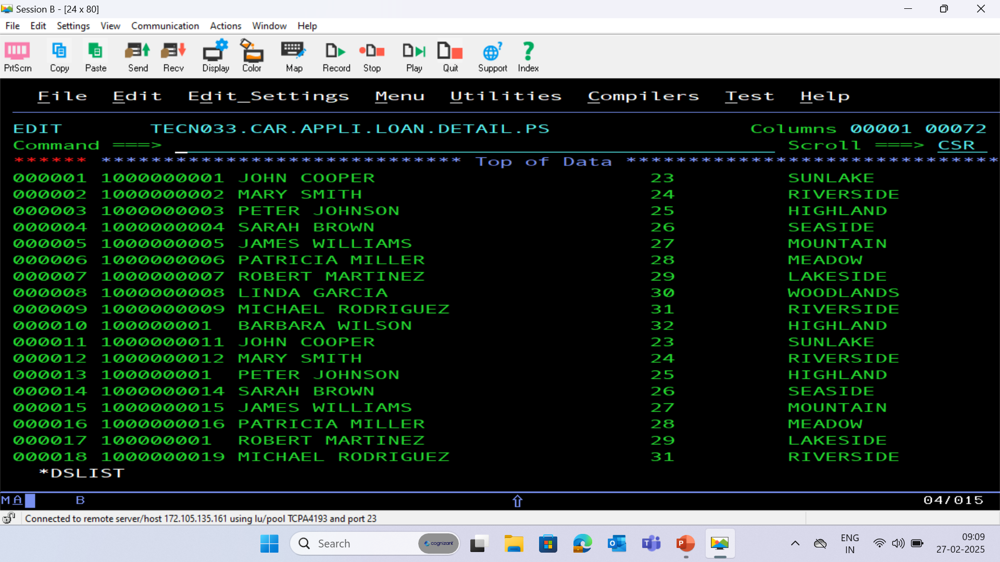 Session B - [24 x 80]
File Edit Settings View Communication Actions Window Help
PrtScrn Copy Paste Send Recv Display Color Map Record Stop Play Quit Support Index
File Edit Edit_Settings Menu Utilities Compilers Test Help
EDIT TECN033.CAR.APPLI.LOAN.DETAIL.PS Columns 00001 00072
Command ===> Scroll ===> CSR
****** ***************************** Top of Data ******************************
000001 1000000001 JOHN COOPER 23 SUNLAKE
000002 1000000002 MARY SMITH 24 RIVERSIDE
000003 1000000003 PETER JOHNSON 25 HIGHLAND
000004 1000000004 SARAH BROWN 26 SEASIDE
000005 1000000005 JAMES WILLIAMS 27 MOUNTAIN
000006 1000000006 PATRICIA MILLER 28 MEADOW
000007 1000000007 ROBERT MARTINEZ 29 LAKESIDE
000008 1000000008 LINDA GARCIA 30 WOODLANDS
000009 1000000009 MICHAEL RODRIGUEZ 31 RIVERSIDE
000010 100000001 BARBARA WILSON 32 HIGHLAND
000011 1000000011 JOHN COOPER 23 SUNLAKE
000012 1000000012 MARY SMITH 24 RIVERSIDE
000013 100000001 PETER JOHNSON 25 HIGHLAND
000014 1000000014 SARAH BROWN 26 SEASIDE
000015 1000000015 JAMES WILLIAMS 27 MOUNTAIN
000016 1000000016 PATRICIA MILLER 28 MEADOW
000017 100000001 ROBERT MARTINEZ 29 LAKESIDE
000018 1000000019 MICHAEL RODRIGUEZ 31 RIVERSIDE
*DSLIST
MA B 04/015
Connected to remote server/host 172.105.135.161 using lu/pool TCPA4193 and port 23
Search cognizant ENG 09:09
IN 27-02-2025